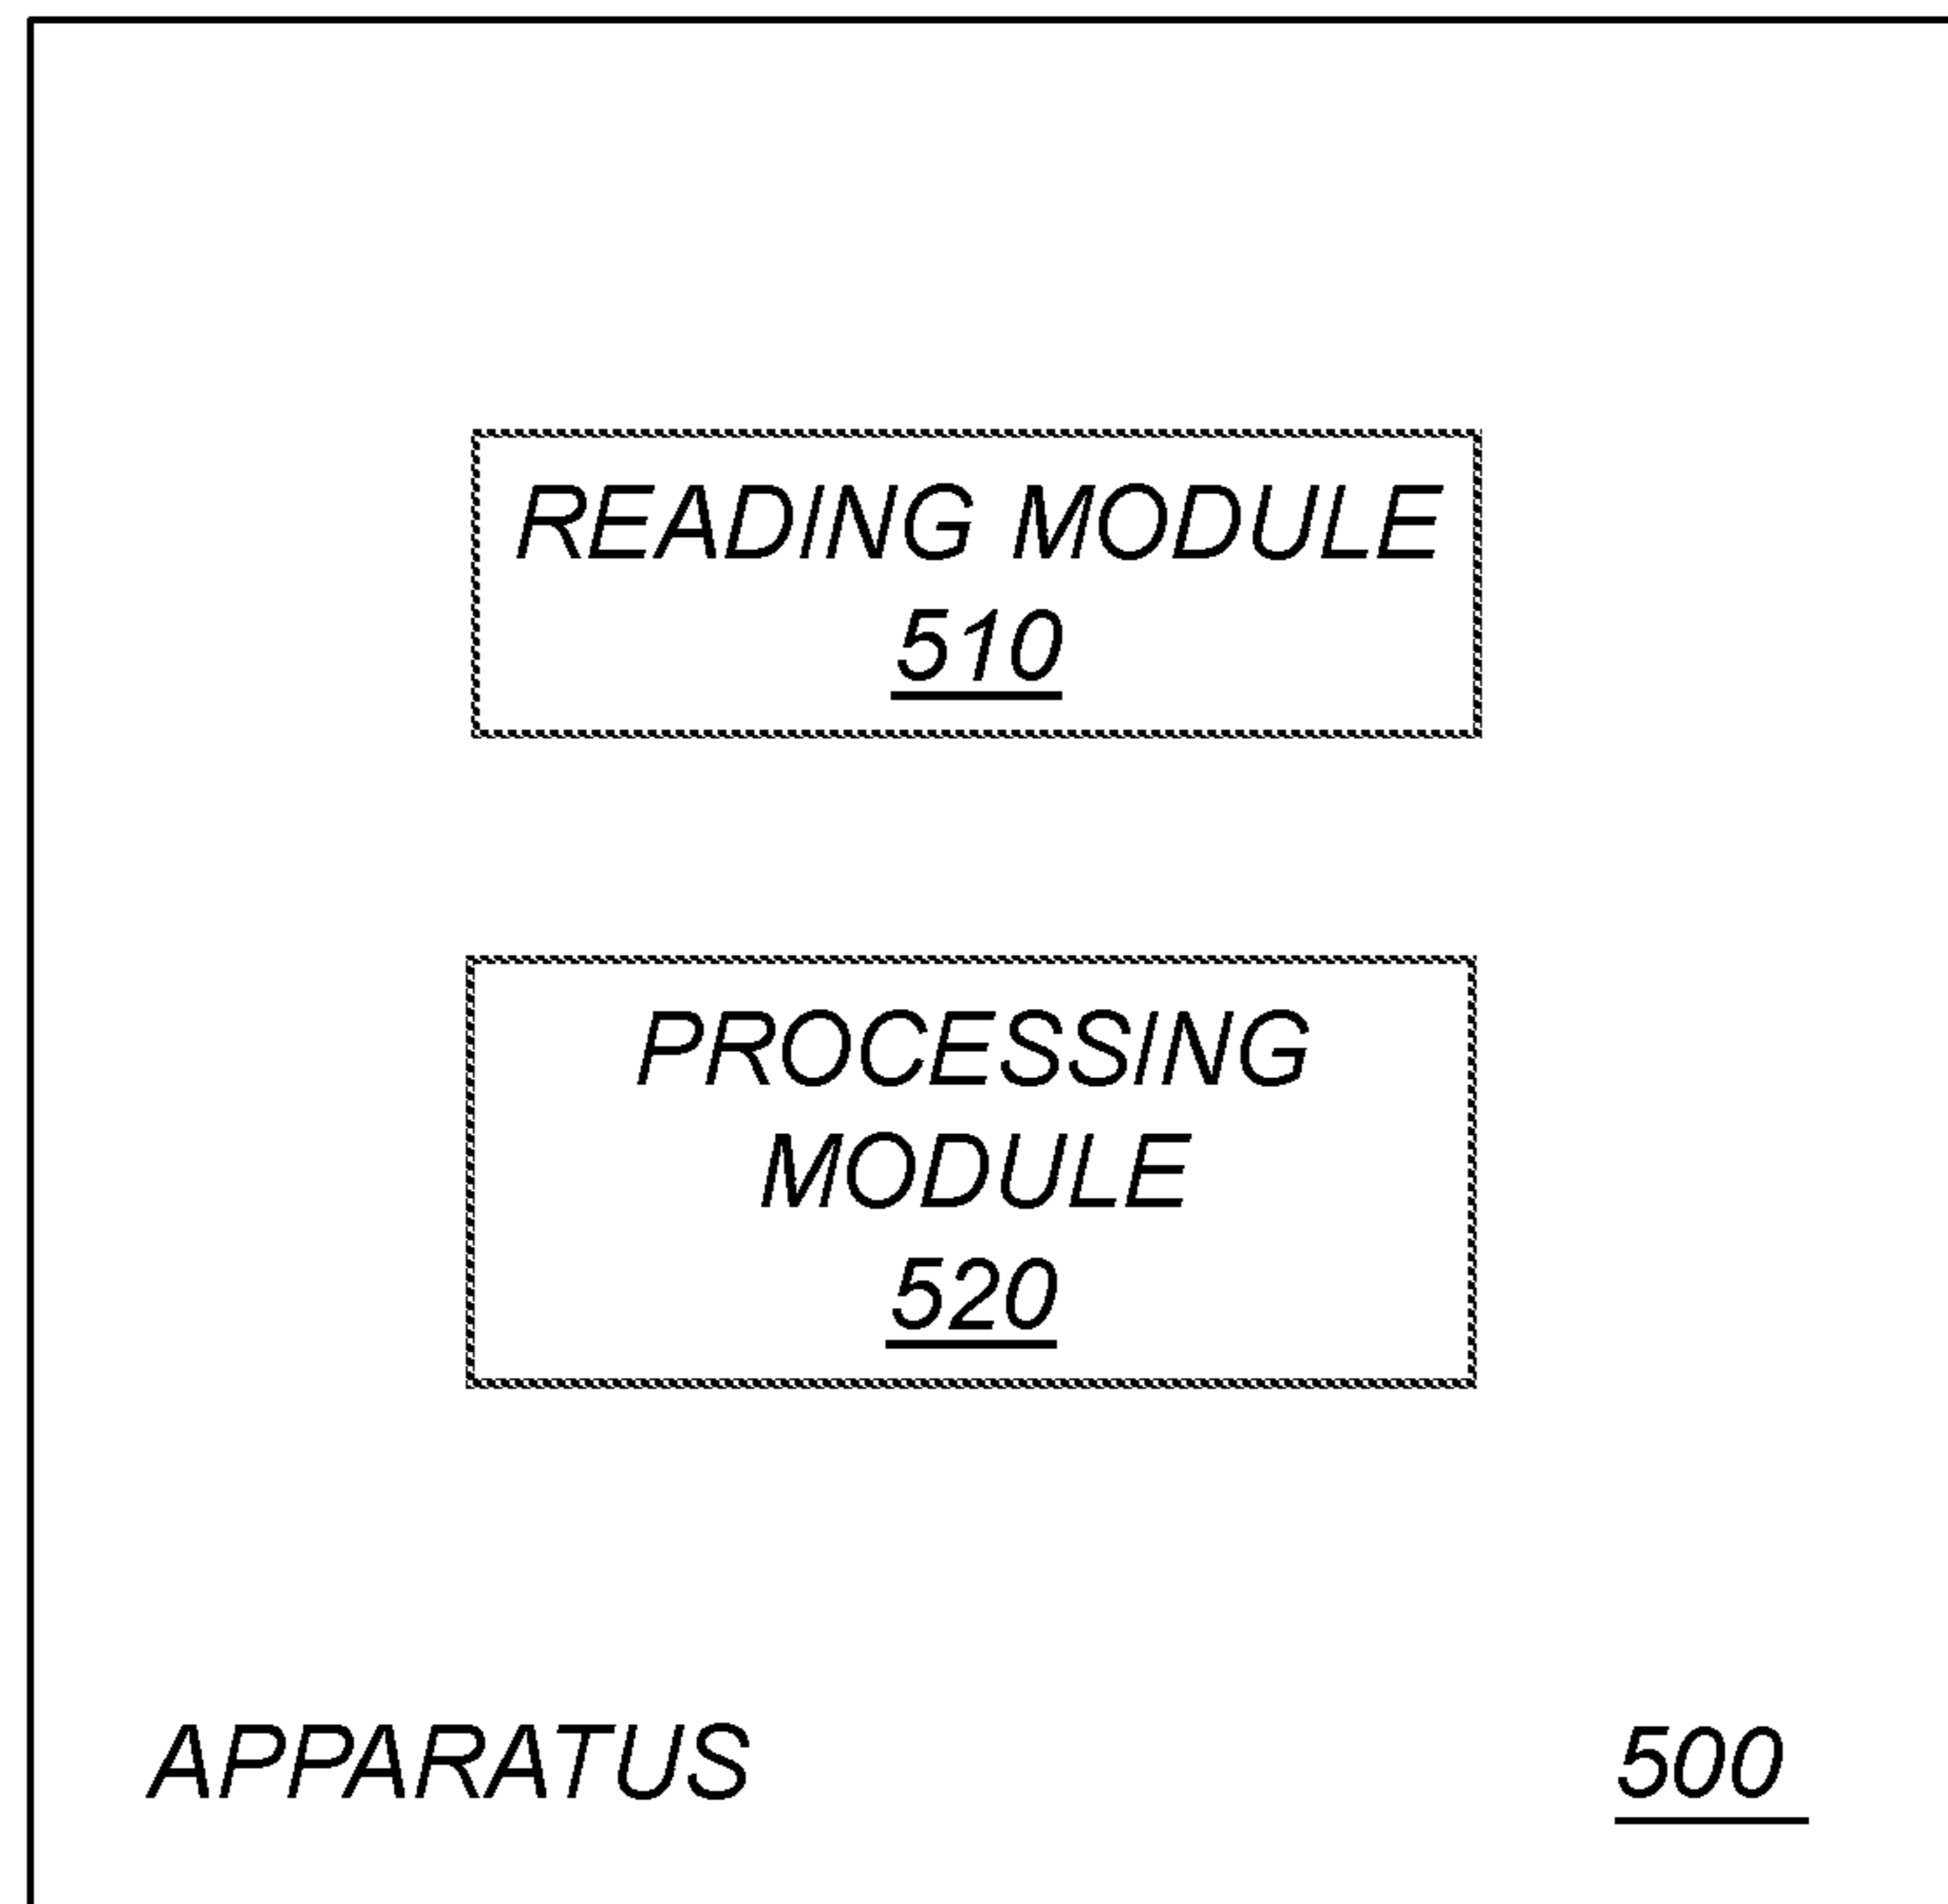 READING MODULE
510
PROCESSING
MODULE
520
APPARATUS 500